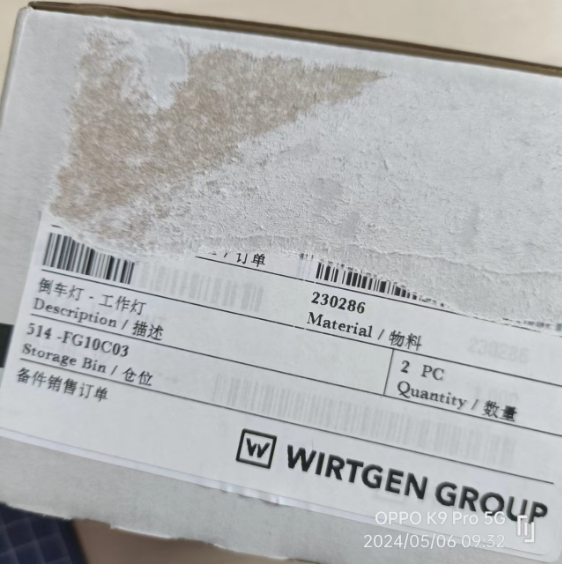 订单
230286
Material / 物料
倒车灯 - 工作灯
Description / 描述
514 -FG10C03
Storage Bin / 仓位
2 PC
Quantity / 数量
备件销售订单
WIRTGEN GROUP
OPPO K9 Pro 5G
2024/05/06 09:32